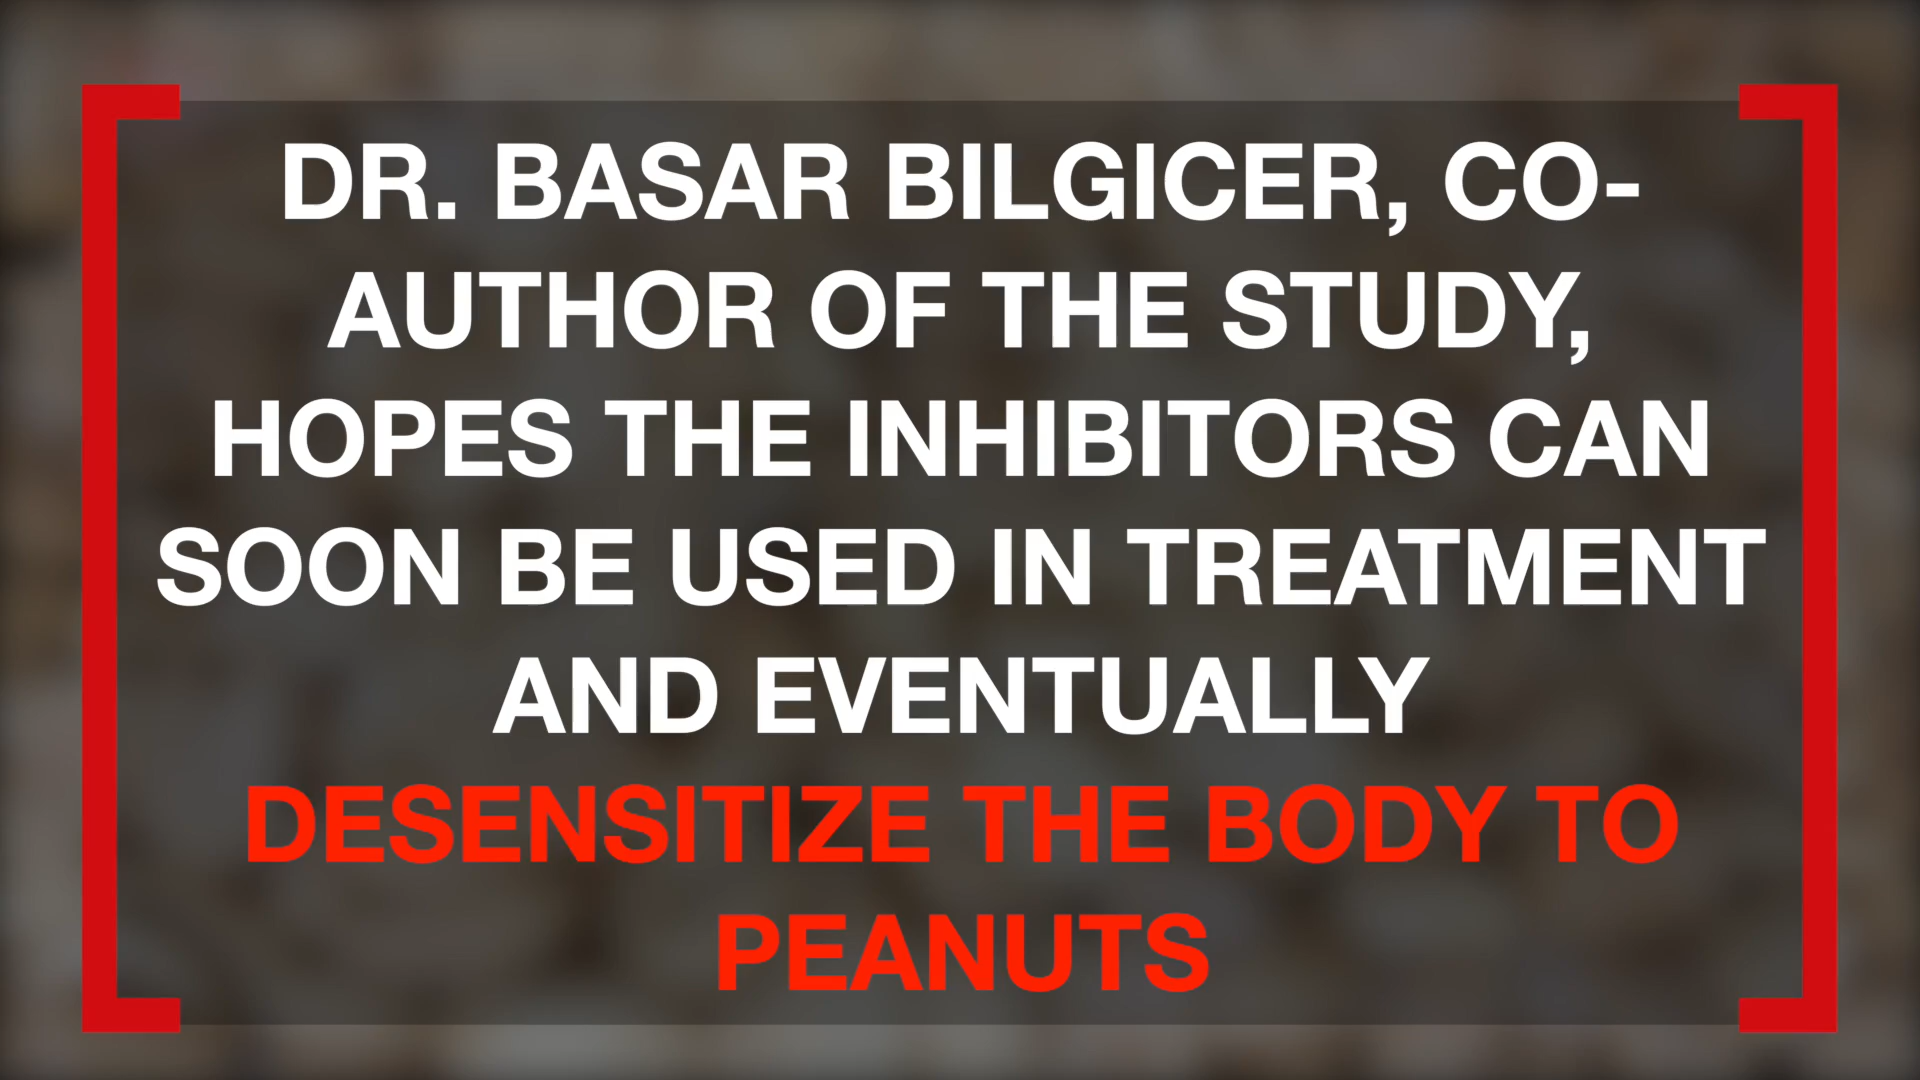 DR. BASAR BILGICER, CO-
AUTHOR OF THE STUDY,
HOPES THE INHIBITORS CAN
SOON BE USED IN TREATMENT
AND EVENTUALLY
DESENSITIZE THE BODY TO
PEANUTS